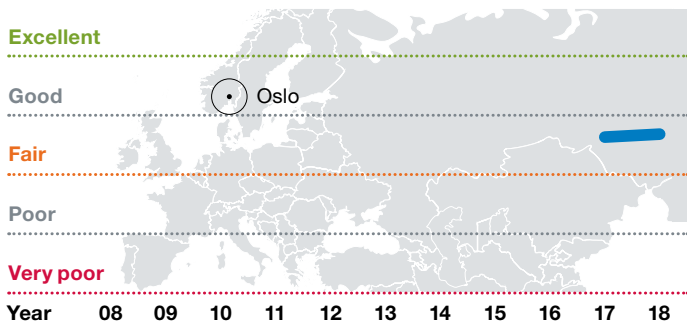 Excellent
Good
Oslo
Fair
Poor
Very poor
Year 08 09 10 11 12 13 14 15 16 17 18